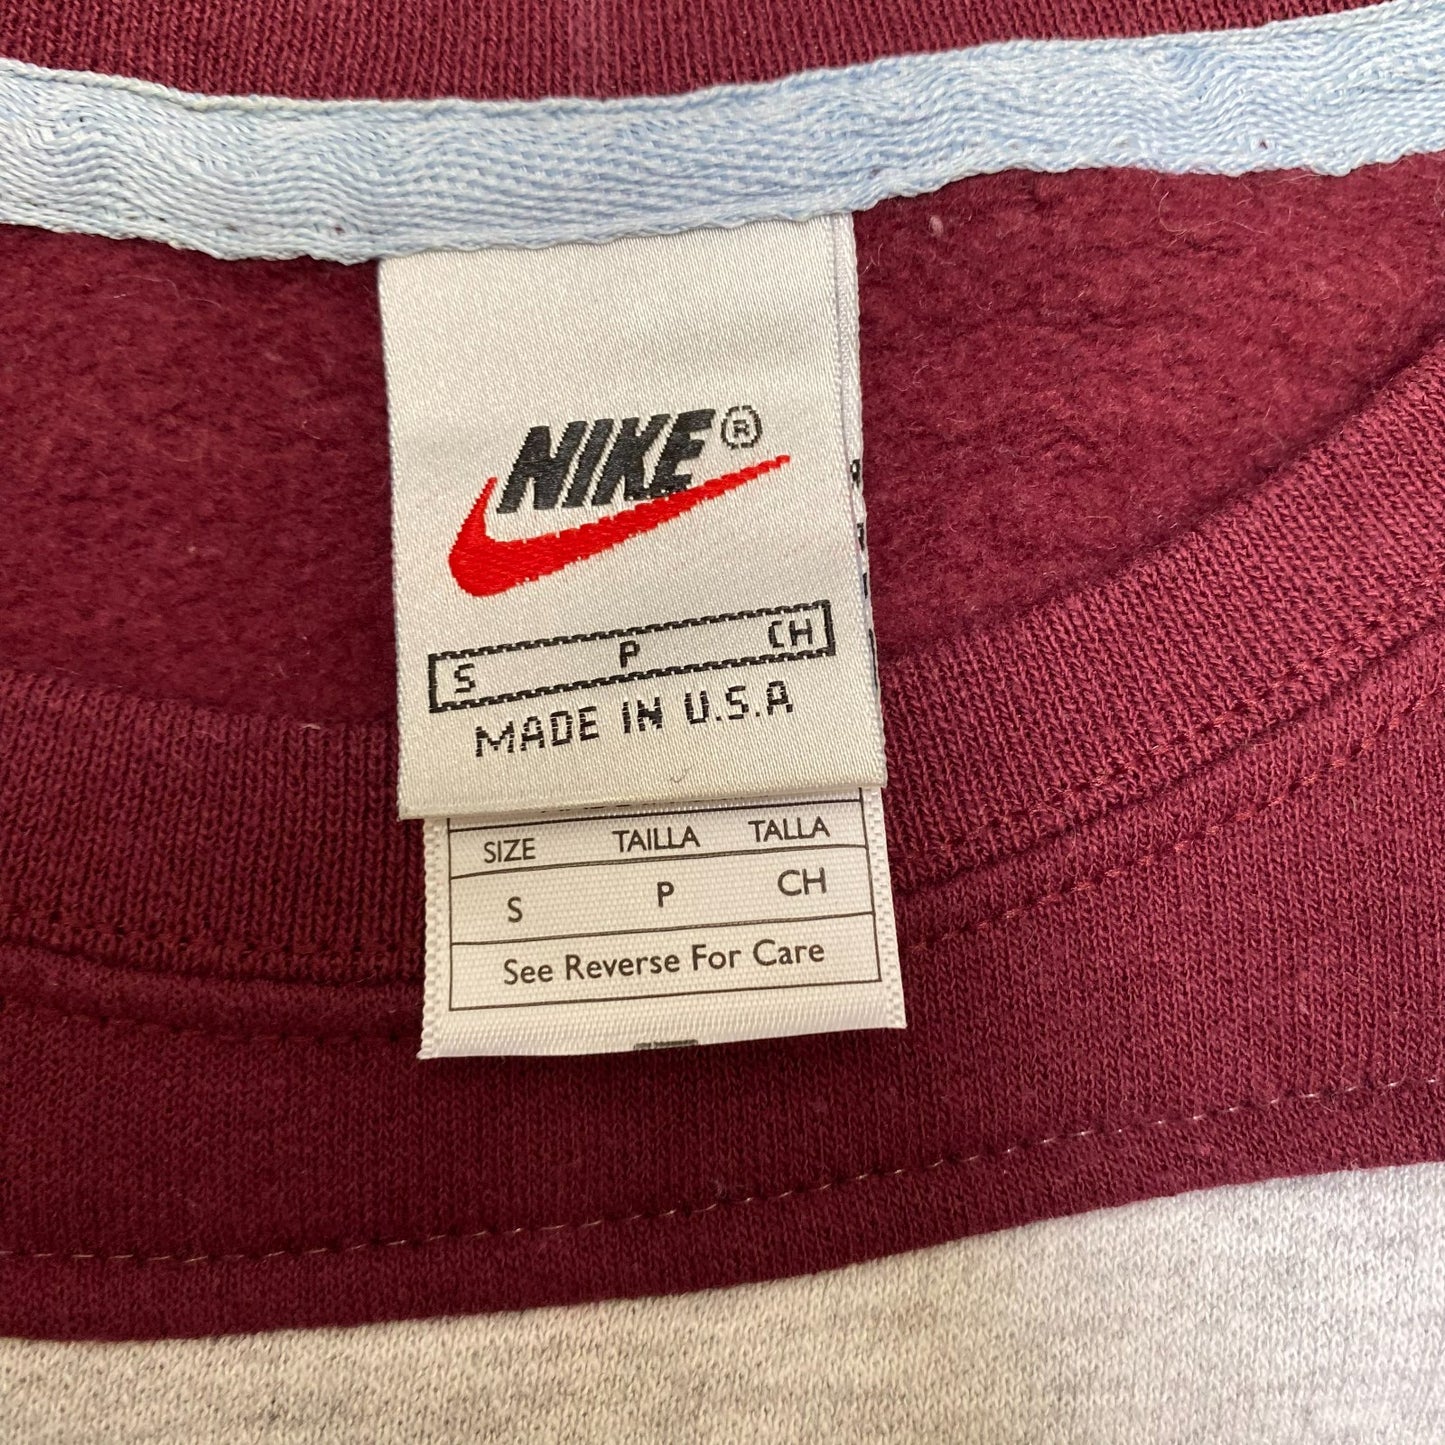 NIKE®
S P CH
MADE IN U.S.A
SIZE TAILLA TALLA
S P CH
See Reverse For Care